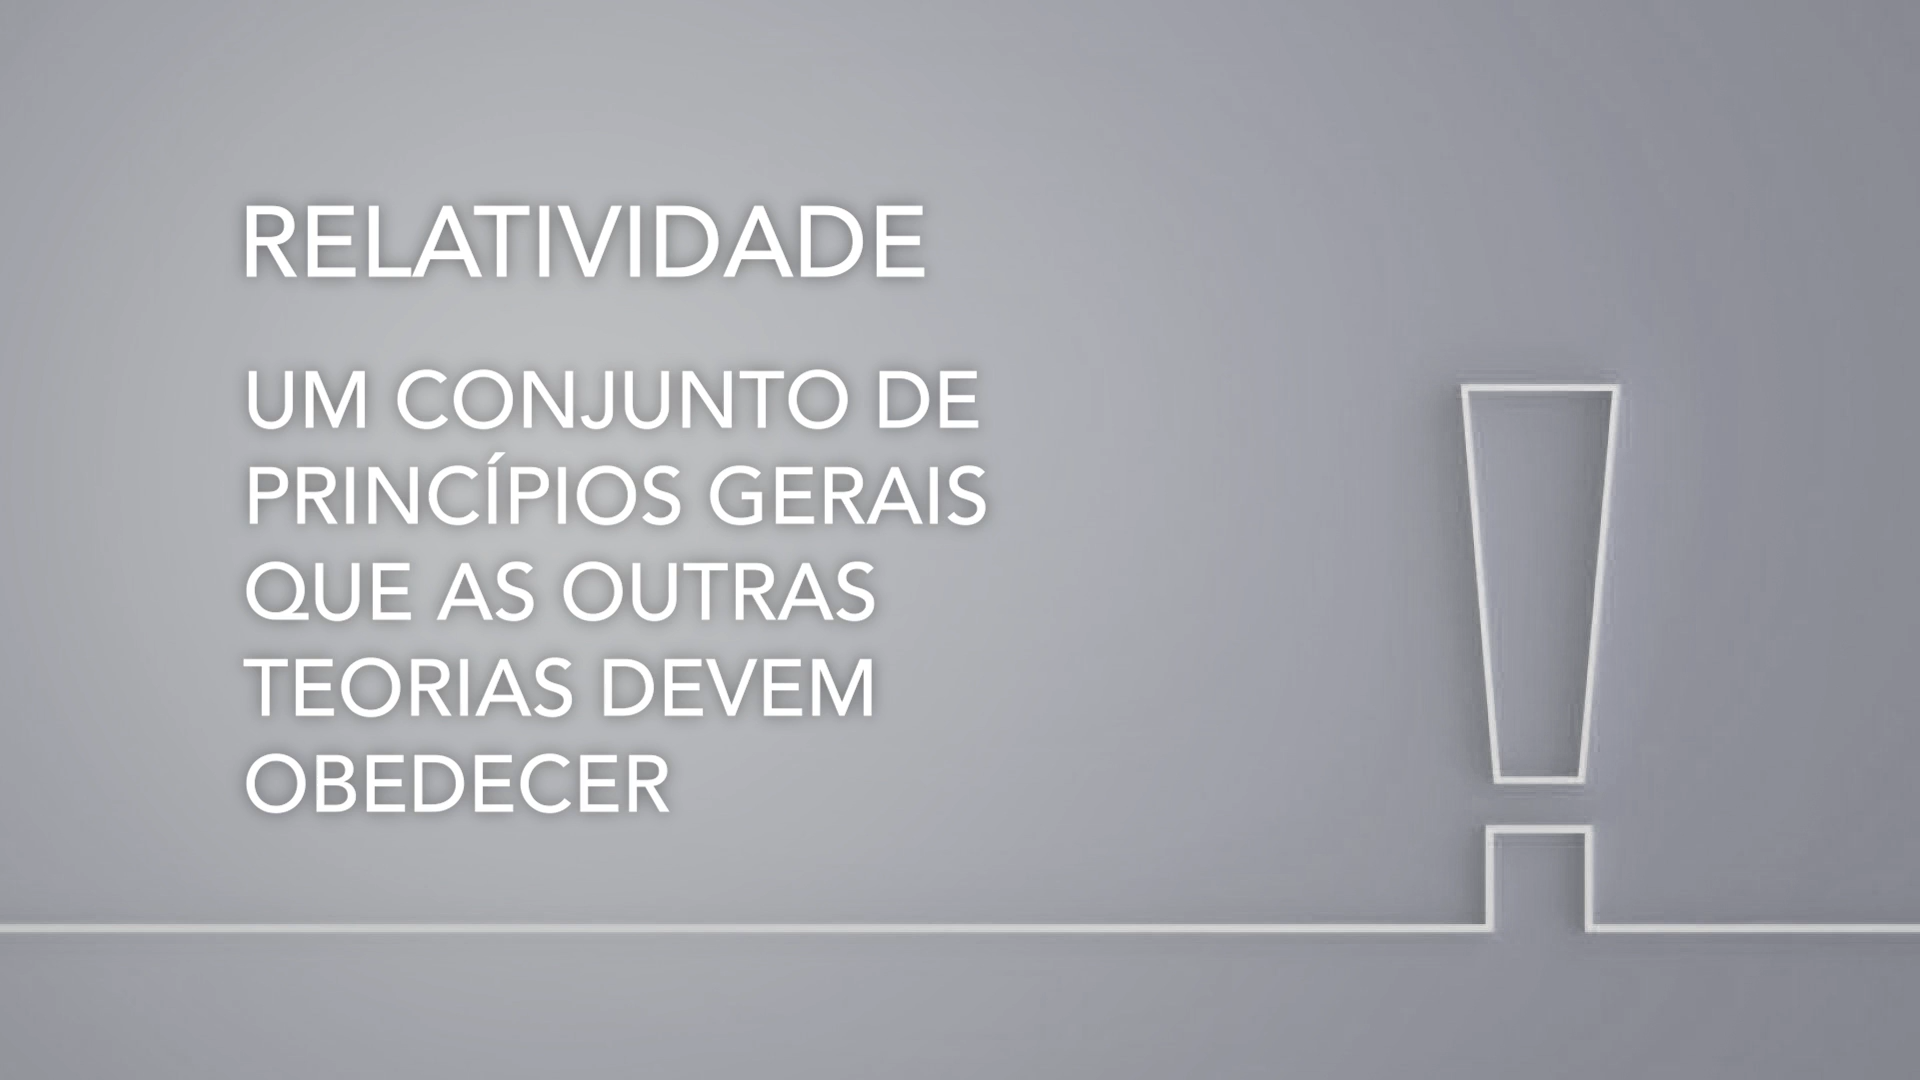 RELATIVIDADE
UM CONJUNTO DE
PRINCÍPIOS GERAIS
QUE AS OUTRAS
TEORIAS DEVEM
OBEDECER